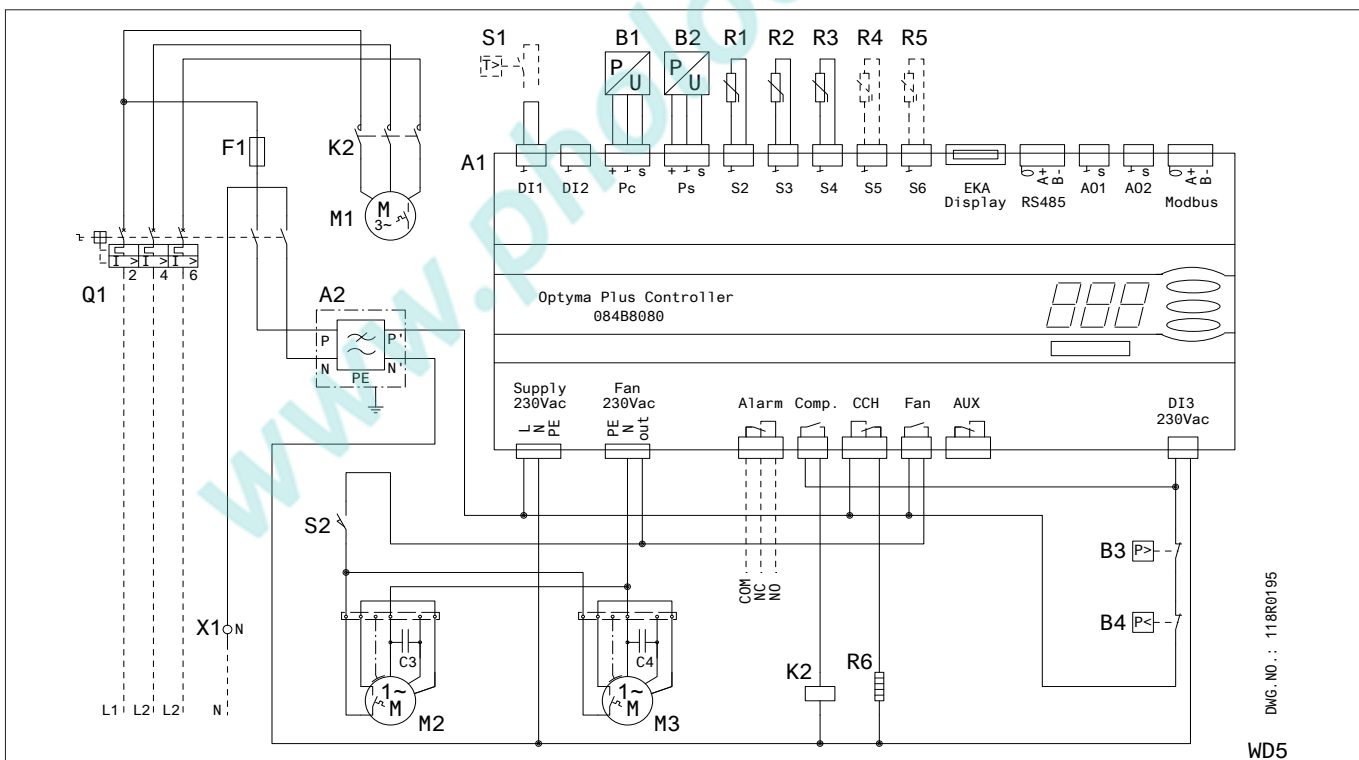 S1
B1
B2
R1
R2
R3
R4
R5
T>
P
U
P
U
F1
K2
A1
+
s
+
s
s
A+
B-
s
A+
B-
DI1
DI2
Pc
Ps
S2
S3
S4
S5
S6
EKA
Display
RS485
AO1
AO2
Modbus
M1
M
3~
I >
I >
I >
2
4
6
Q1
A2
P
P'
N
N'
PE
Optyma Plus Controller
084B8080
Supply
230Vac
Fan
230Vac
Alarm
Comp.
CCH
Fan
AUX
DI3
230Vac
L
N
PE
PE
N
out
S2
B3
P>
B4
P<
COM
NC
NO
X1
N
C3
C4
K2
R6
1~
M
M2
1~
M
M3
L1
L2
L2
N
DWG.NO.: 118R0195
WD5
www.pholo